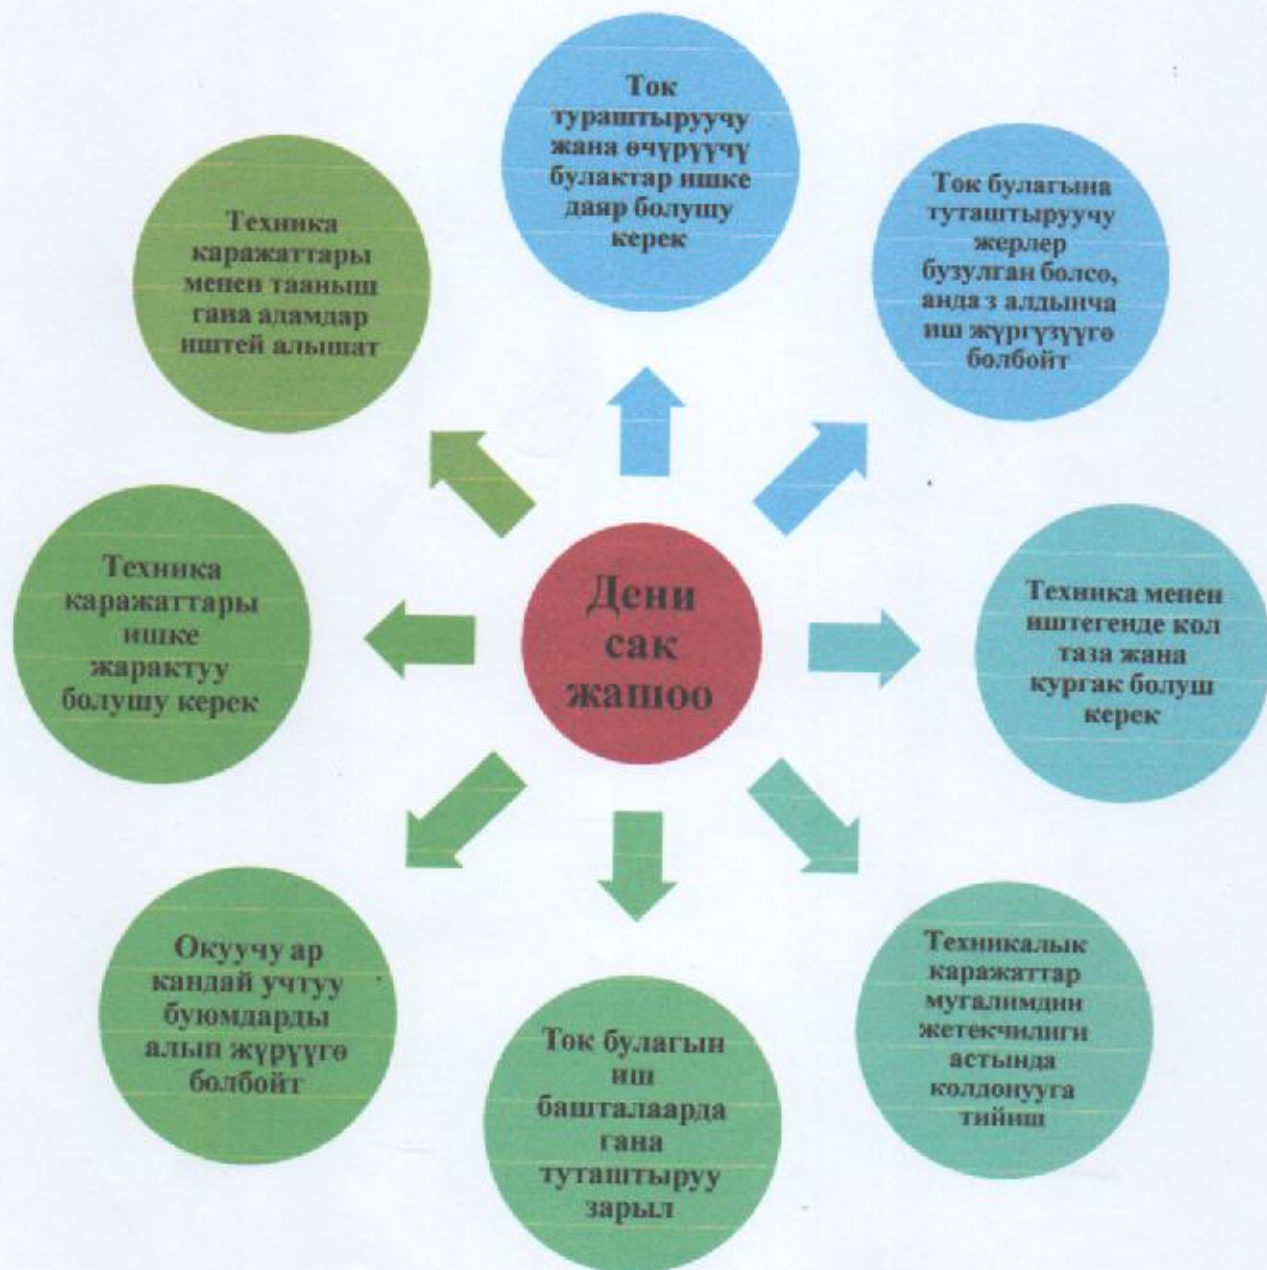 Ток
тураштыруучу
жана өчүрүүчү
булактар ишке
даяр болушу
керек
Ток булагына
туташтыруучу
жерлер
бузулган болсо,
анда з алдынча
иш жүргүзүүгө
болбойт
Техника менен
иштегенде кол
таза жана
кургак болуш
керек
Техникалык
каражаттар
мугалимдин
жетекчилиги
астында
колдонууга
тийиш
Ток булагын
иш
башталаарда
гана
туташтыруу
зарыл
Окуучу ар
кандай учтуу
буюмдарды
алып жүрүүгө
болбойт
Техника
каражаттары
ишке
жарактуу
болушу керек
Техника
каражаттары
менен тааныш
гана адамдар
иштей алышат
Дени
сак
жашоо